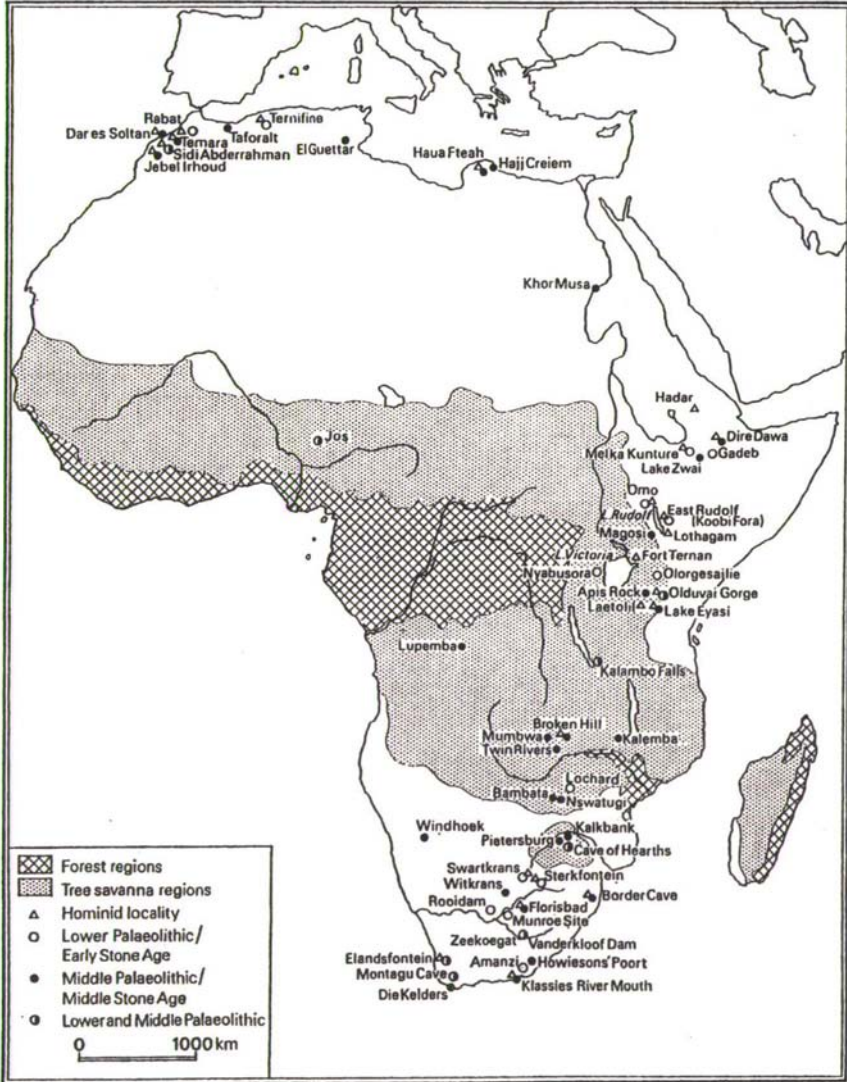 Rabat
Ternifine
Dar es Soltan
Taforalt
Temara
El Guettar
Sidi Abderrahman
Jebel Irhoud
Haua Fteah
Hajj Creiem
Khor Musa
Hadar
Jos
Dire Dawa
Melka Kunture
Gadeb
Lake Zwai
Omo
East Rudolf
L. Rudolf
(Koobi Fora)
Magosi
Lothagam
L. Victoria
Fort Ternan
Nyabusora
Olorgesailie
Apis Rock
Olduvai Gorge
Laetolil
Lake Eyasi
Lupemba
Kalambo Falls
Broken Hill
Mumbwa
Kalemba
Twin Rivers
Lochard
Bambata
Nswatugi
Windhoek
Kalkbank
Pietersburg
Cave of Hearths
Swartkrans
Sterkfontein
Witkrans
Border Cave
Rooidam
Florisbad
Munroe Site
Zeekoegat
Vanderkloof Dam
Elandsfontein
Amanzi
Howiesons' Poort
Montagu Cave
Klassies River Mouth
Die Kelders
Forest regions
Tree savanna regions
Hominid locality
Lower Palaeolithic/
Early Stone Age
Middle Palaeolithic/
Middle Stone Age
Lower and Middle Palaeolithic
0 1000 km